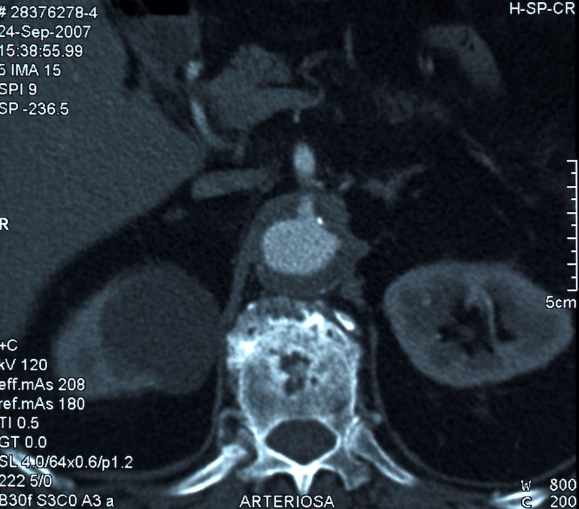 # 28376278-4
H-SP-CR
24-Sep-2007
15:38:55.99
5 IMA 15
SPI 9
SP -236.5
R
5cm
+C
kV 120
eff.mAs 208
ref.mAs 180
TI 0.5
GT 0.0
SL 4.0/64x0.6/p1.2
222 5/0
B30f S3C0 A3 a
ARTERIOSA
W 800
C 200